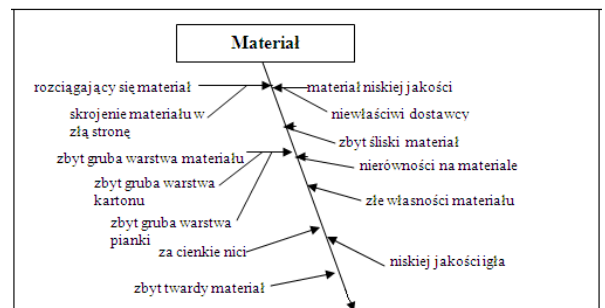 Materiał
rozciągający się materiał
materiał niskiej jakości
skrojenie materiału w
złą stronę
niewłaściwi dostawcy
zbyt śliski materiał
zbyt gruba warstwa materiału
nierówności na materiale
zbyt gruba warstwa
kartonu
złe własności materiału
zbyt gruba warstwa
pianki
za cienkie nici
niskiej jakości igła
zbyt twardy materiał